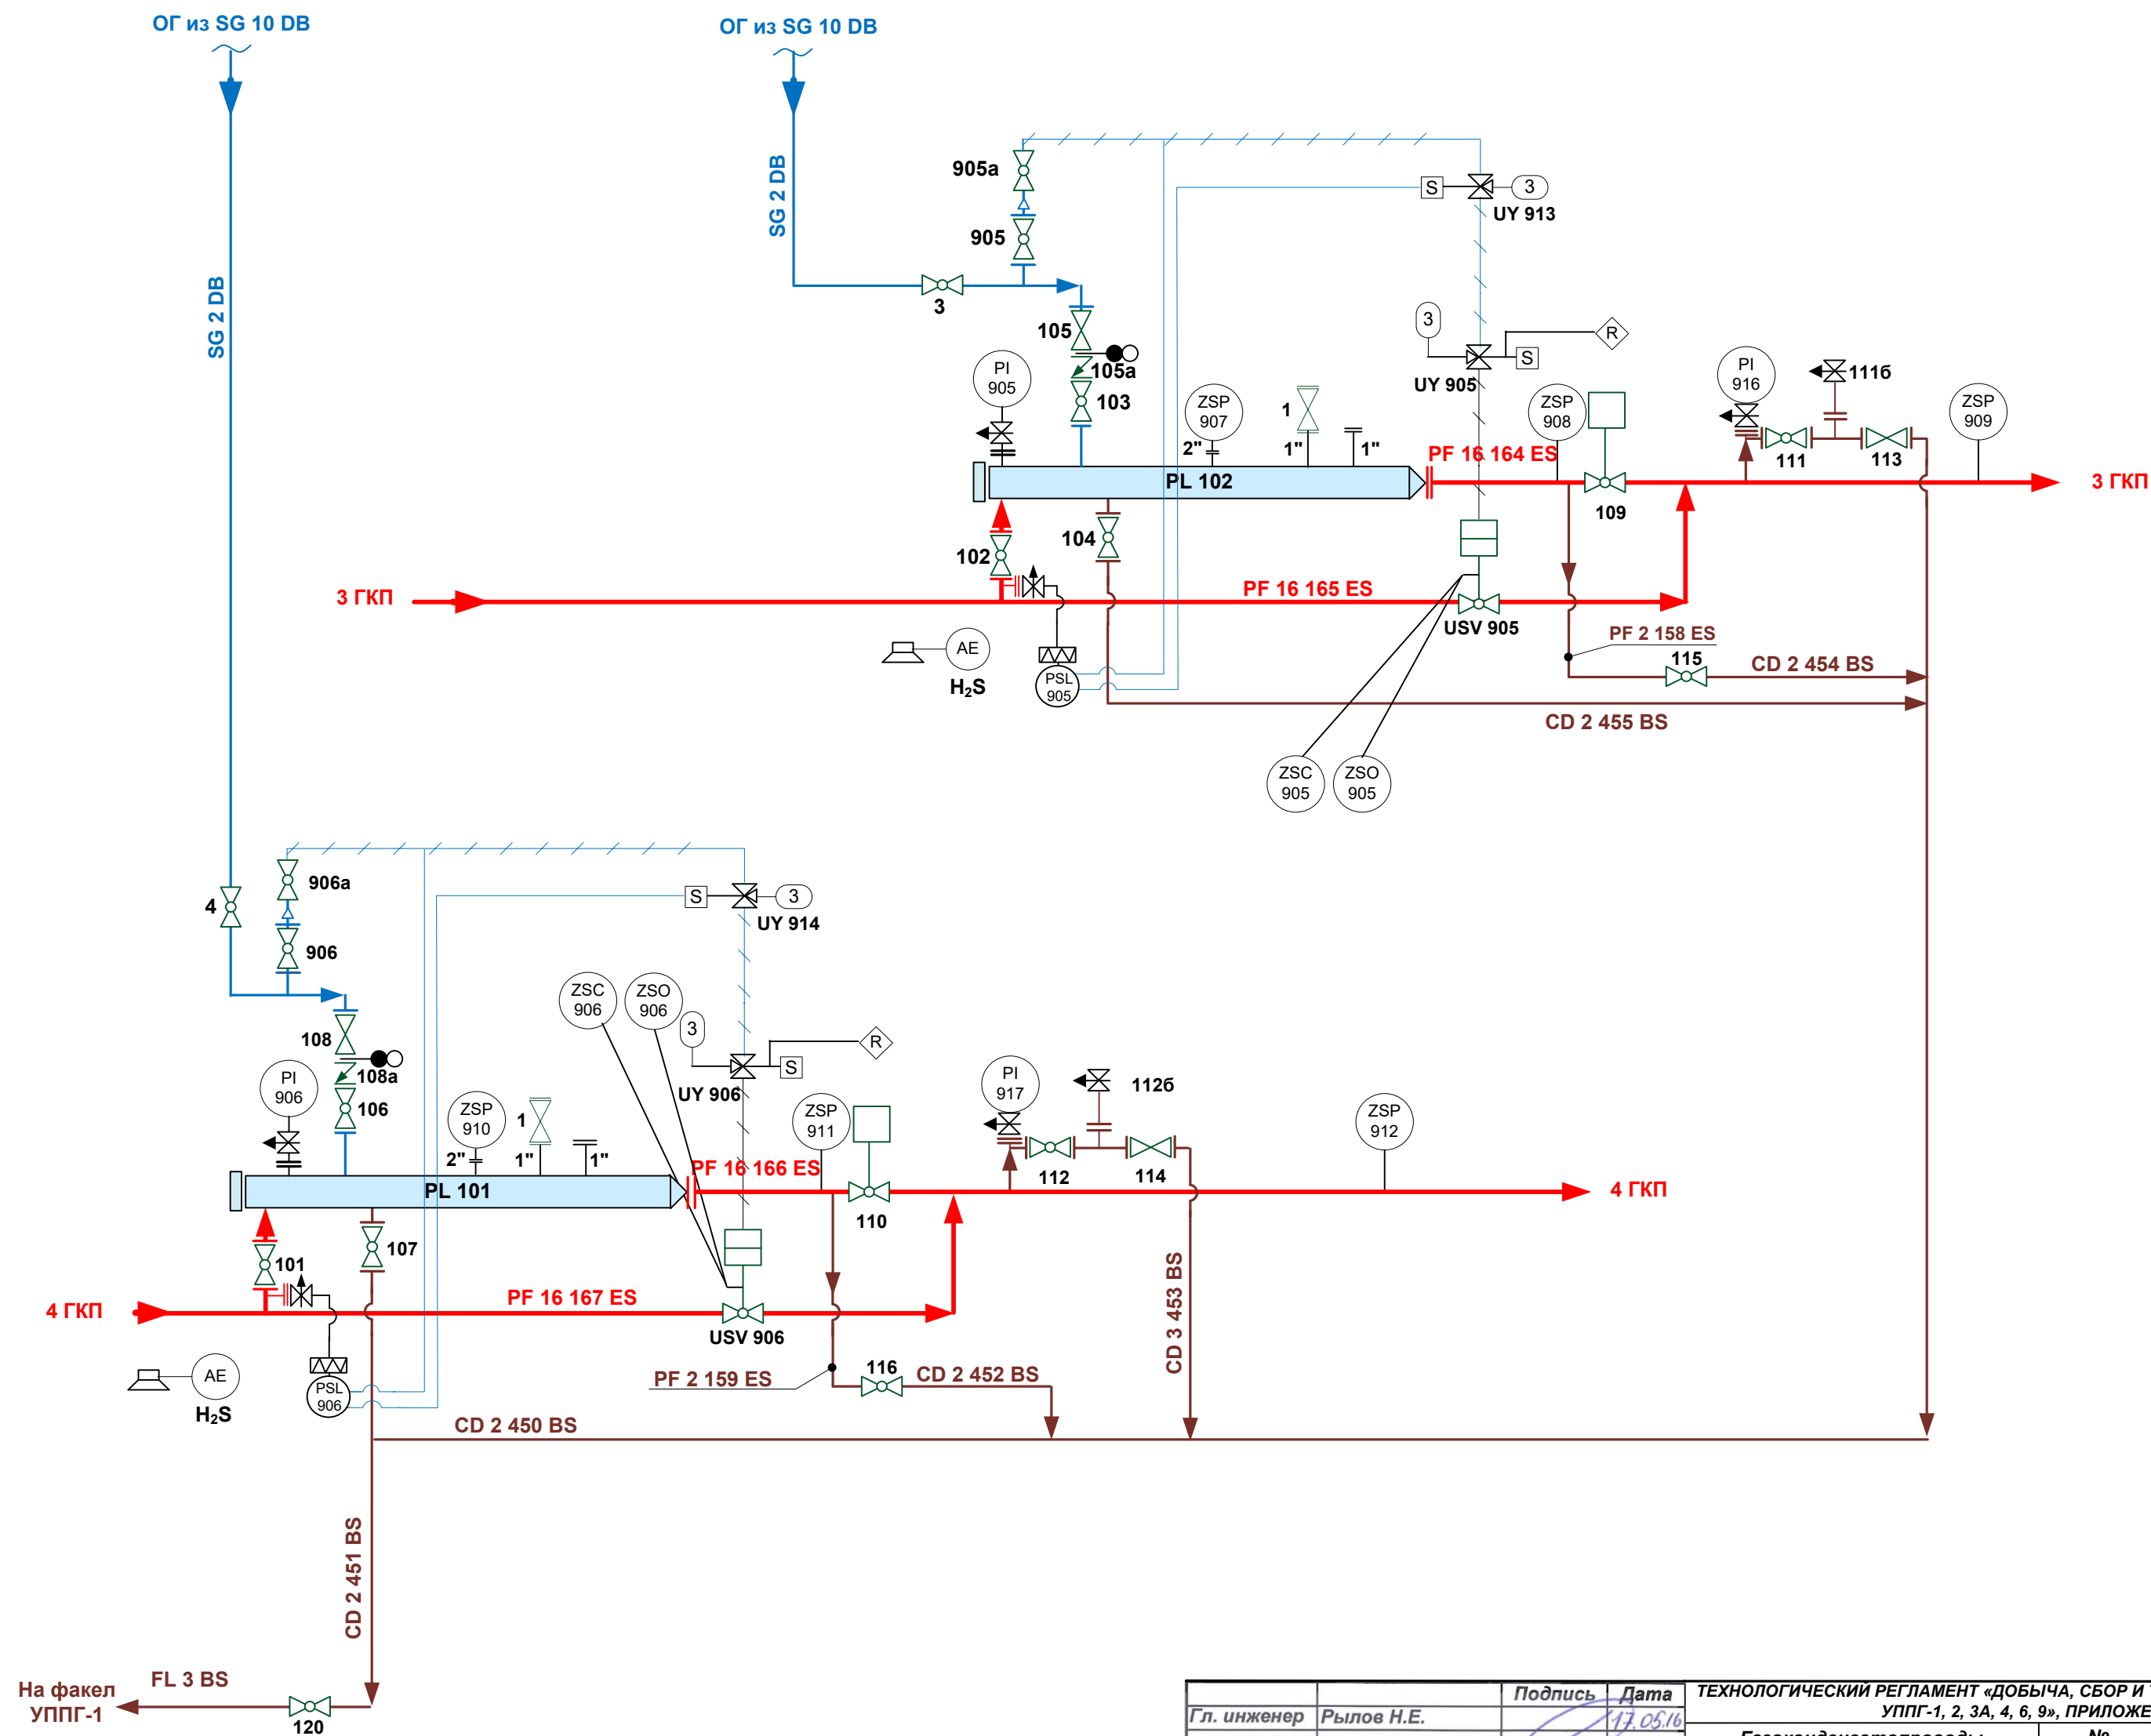 ОГ из SG 10 DB
ОГ из SG 10 DB
SG 2 DB
SG 2 DB
905а
905
3
S
3
UY 913
105
105а
103
PI
905
3
R
S
UY 905
ZSP
907
2"
1
1"
1"
ZSP
908
PF 16 164 ES
109
PI
916
111б
111
113
ZSP
909
3 ГКП
PL 102
102
104
3 ГКП
PF 16 165 ES
USV 905
AE
H₂S
PSL
905
PF 2 158 ES
115
CD 2 454 BS
CD 2 455 BS
ZSC
905
ZSO
905
906а
4
906
S
3
UY 914
ZSC
906
ZSO
906
3
R
S
UY 906
108
108а
106
PI
906
ZSP
910
2"
1
1"
1"
ZSP
911
PF 16 166 ES
110
PI
917
112б
112
114
ZSP
912
4 ГКП
PL 101
101
107
4 ГКП
PF 16 167 ES
USV 906
CD 3 453 BS
AE
H₂S
PSL
906
PF 2 159 ES
116
CD 2 452 BS
CD 2 450 BS
CD 2 451 BS
FL 3 BS
На факел
УППГ-1
120
Подпись Дата
Гл. инженер Рылов Н.Е. 17.05.16
ТЕХНОЛОГИЧЕСКИЙ РЕГЛАМЕНТ «ДОБЫЧА, СБОР И
УППГ-1, 2, 3А, 4, 6, 9», ПРИЛОЖЕ